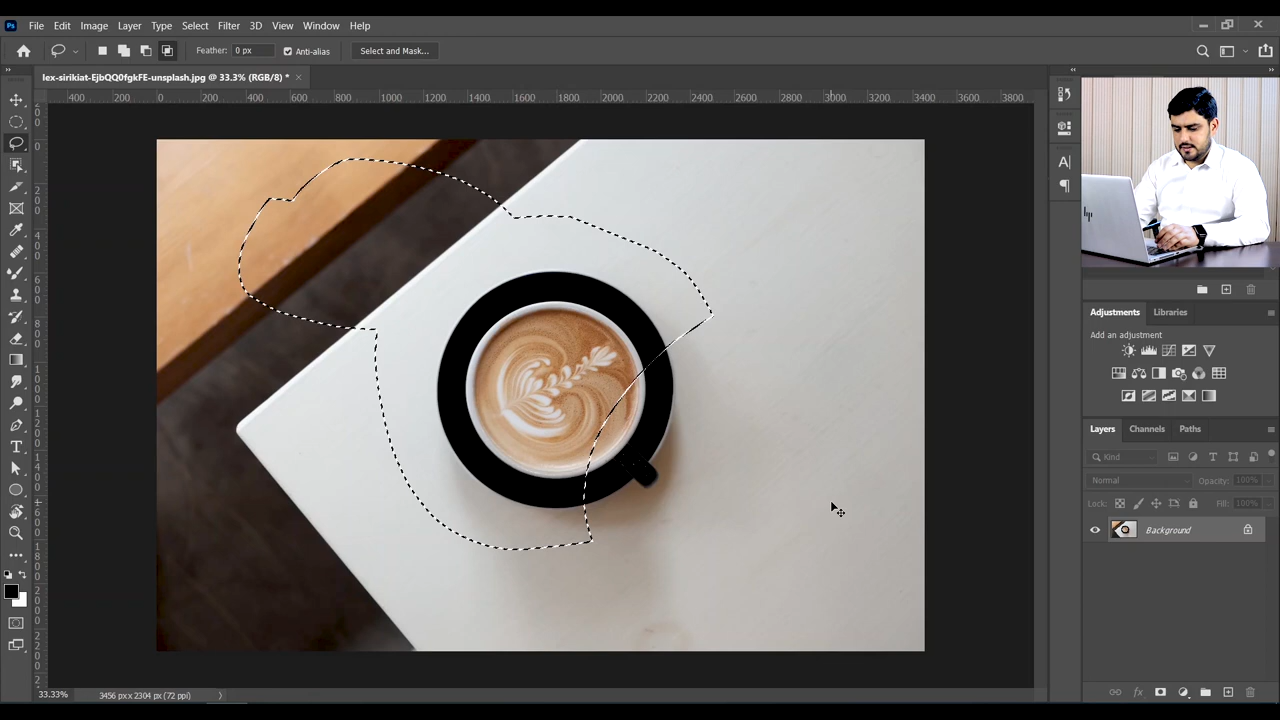 Ps File Edit Image Layer Type Select Filter 3D View Window Help
Feather: 0 px Anti-alias Select and Mask...
lex-sirikiat-EjbQQ0fgkFE-unsplash.jpg @ 33.3% (RGB/8) *
400 200 0 200 400 600 800 1000 1200 1400 1600 1800 2000 2200 2400 2600 2800 3000 3200 3400 3600 3800
Adjustments Libraries
Add an adjustment
Layers Channels Paths
Kind
Normal Opacity: 100%
Lock: Fill: 100%
Background
33.33% 3456 px x 2304 px (72 ppi)